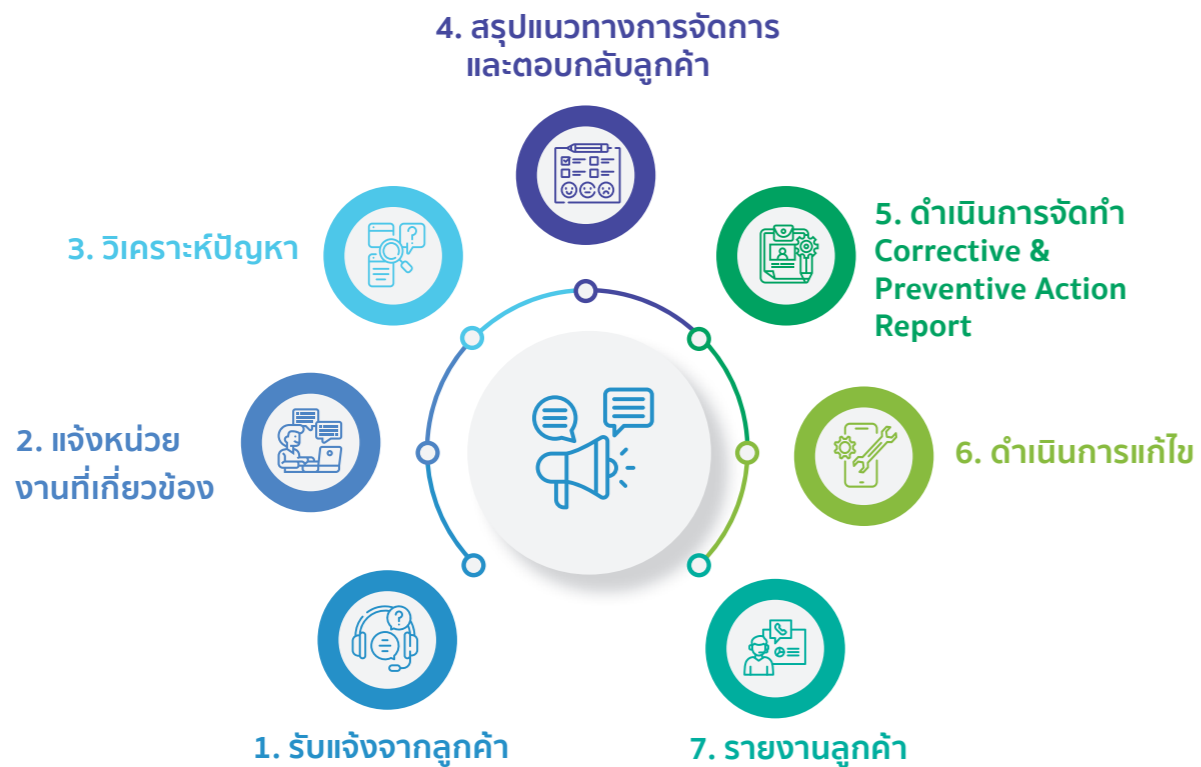 1. รับแจ้งจากลูกค้า
2. แจ้งหน่วย
งานที่เกี่ยวข้อง
3. วิเคราะห์ปัญหา
4. สรุปแนวทางการจัดการ
และตอบกลับลูกค้า
5. ดำเนินการจัดทำ
Corrective &
Preventive Action
Report
6. ดำเนินการแก้ไข
7. รายงานลูกค้า